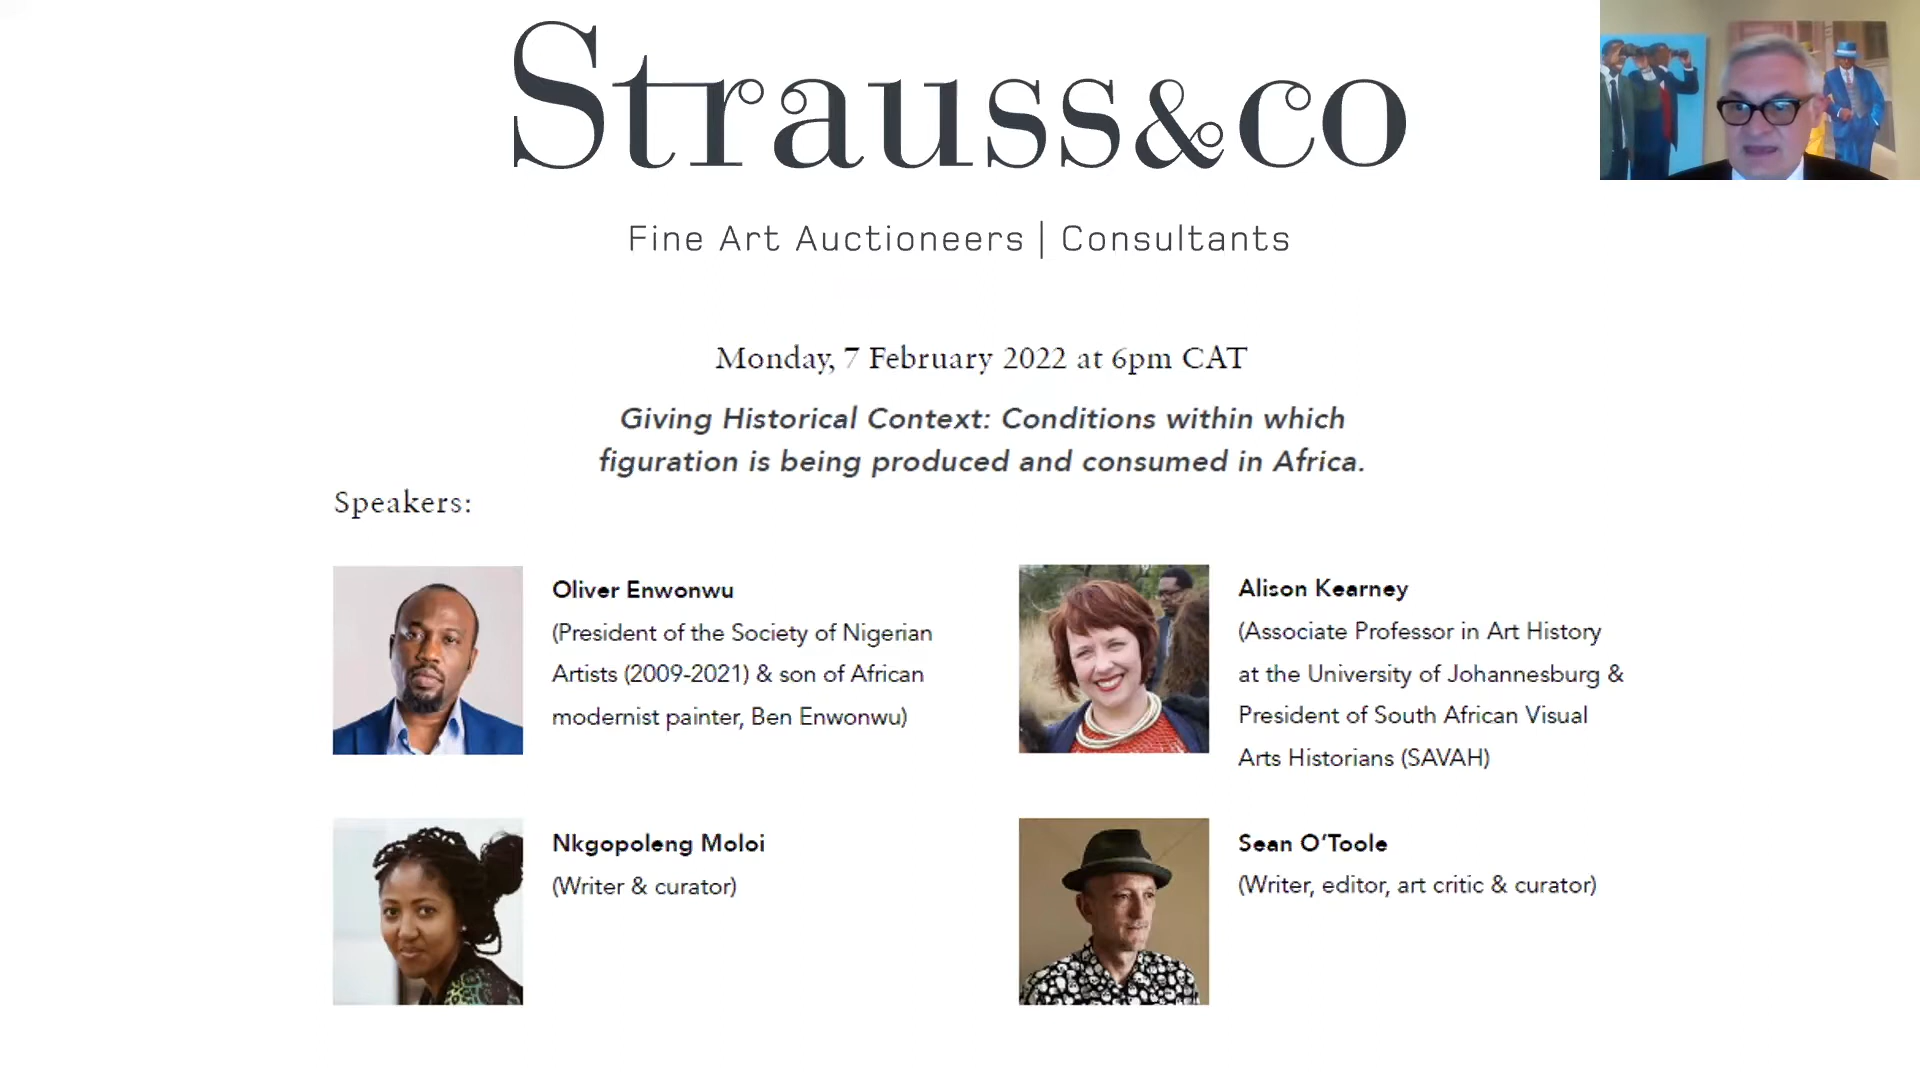 Strauss&co
Fine Art Auctioneers | Consultants
Monday, 7 February 2022 at 6pm CAT
Giving Historical Context: Conditions within which
figuration is being produced and consumed in Africa.
Speakers:
Oliver Enwonwu
(President of the Society of Nigerian
Artists (2009-2021) & son of African
modernist painter, Ben Enwonwu)
Alison Kearney
(Associate Professor in Art History
at the University of Johannesburg &
President of South African Visual
Arts Historians (SAVAH)
Nkgopoleng Moloi
(Writer & curator)
Sean O'Toole
(Writer, editor, art critic & curator)